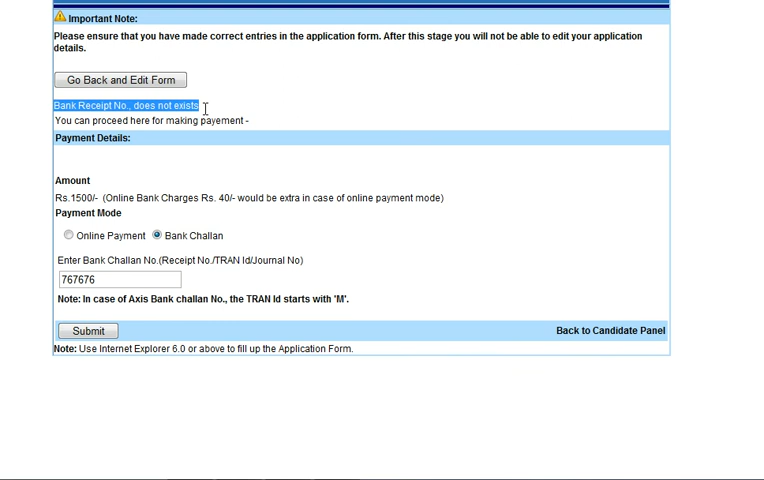 Important Note:
Please ensure that you have made correct entries in the application form. After this stage you will not be able to edit your application
details.
Go Back and Edit Form
Bank Receipt No., does not exists
You can proceed here for making payement -
Payment Details:
Amount
Rs.1500/- (Online Bank Charges Rs. 40/- would be extra in case of online payment mode)
Payment Mode
Online Payment Bank Challan
Enter Bank Challan No.(Receipt No./TRAN Id/Journal No)
767676
Note: In case of Axis Bank challan No., the TRAN Id starts with 'M'.
Submit Back to Candidate Panel
Note: Use Internet Explorer 6.0 or above to fill up the Application Form.